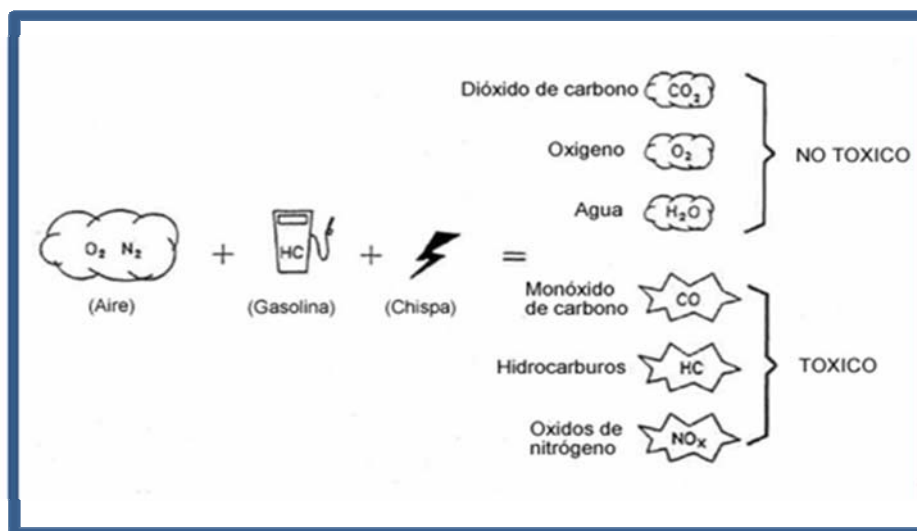 Dióxido de carbono CO₂
Oxigeno O₂
NO TOXICO
Agua H₂O
O₂ N₂ + HC + =
(Aire) (Gasolina) (Chispa)
Monóxido
de carbono CO
Hidrocarburos HC
TOXICO
Oxidos de
nitrógeno NOx